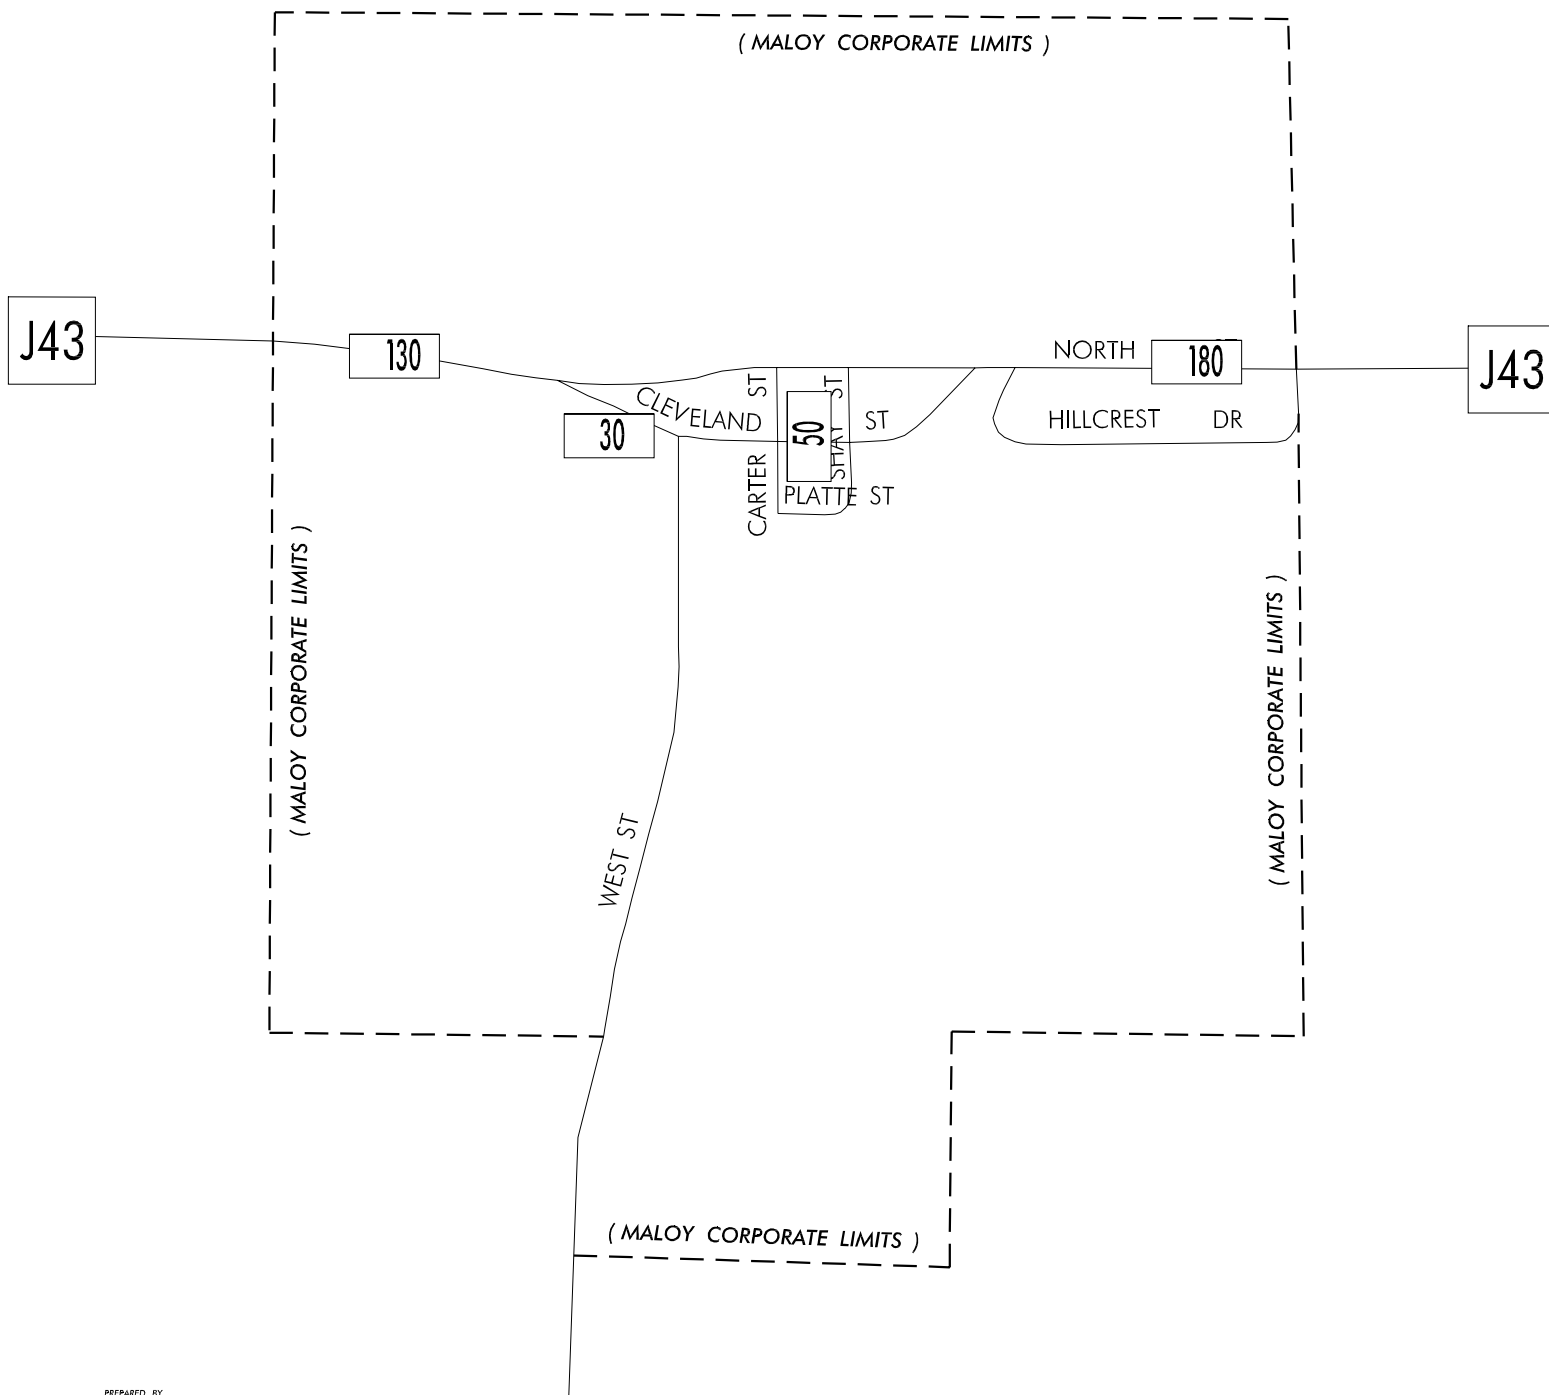 ( MALOY CORPORATE LIMITS )
J43
130
NORTH
180
J43
CLEVELAND ST
30
50
CARTER ST
SHAY ST
HILLCREST DR
PLATTE ST
( MALOY CORPORATE LIMITS )
( MALOY CORPORATE LIMITS )
WEST ST
( MALOY CORPORATE LIMITS )
PREPARED BY